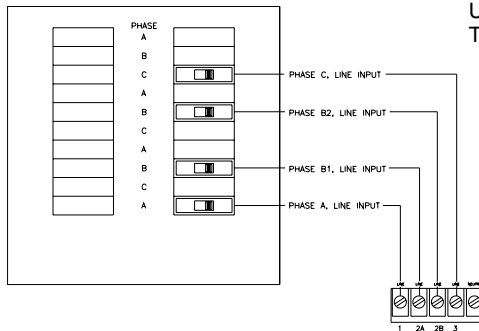 U
T
PHASE
A
B
C
PHASE C, LINE INPUT
A
B
PHASE B2, LINE INPUT
C
A
B
PHASE B1, LINE INPUT
C
A
PHASE A, LINE INPUT
LINE LINE LINE LINE NEUTRAL
1 2A 2B 3